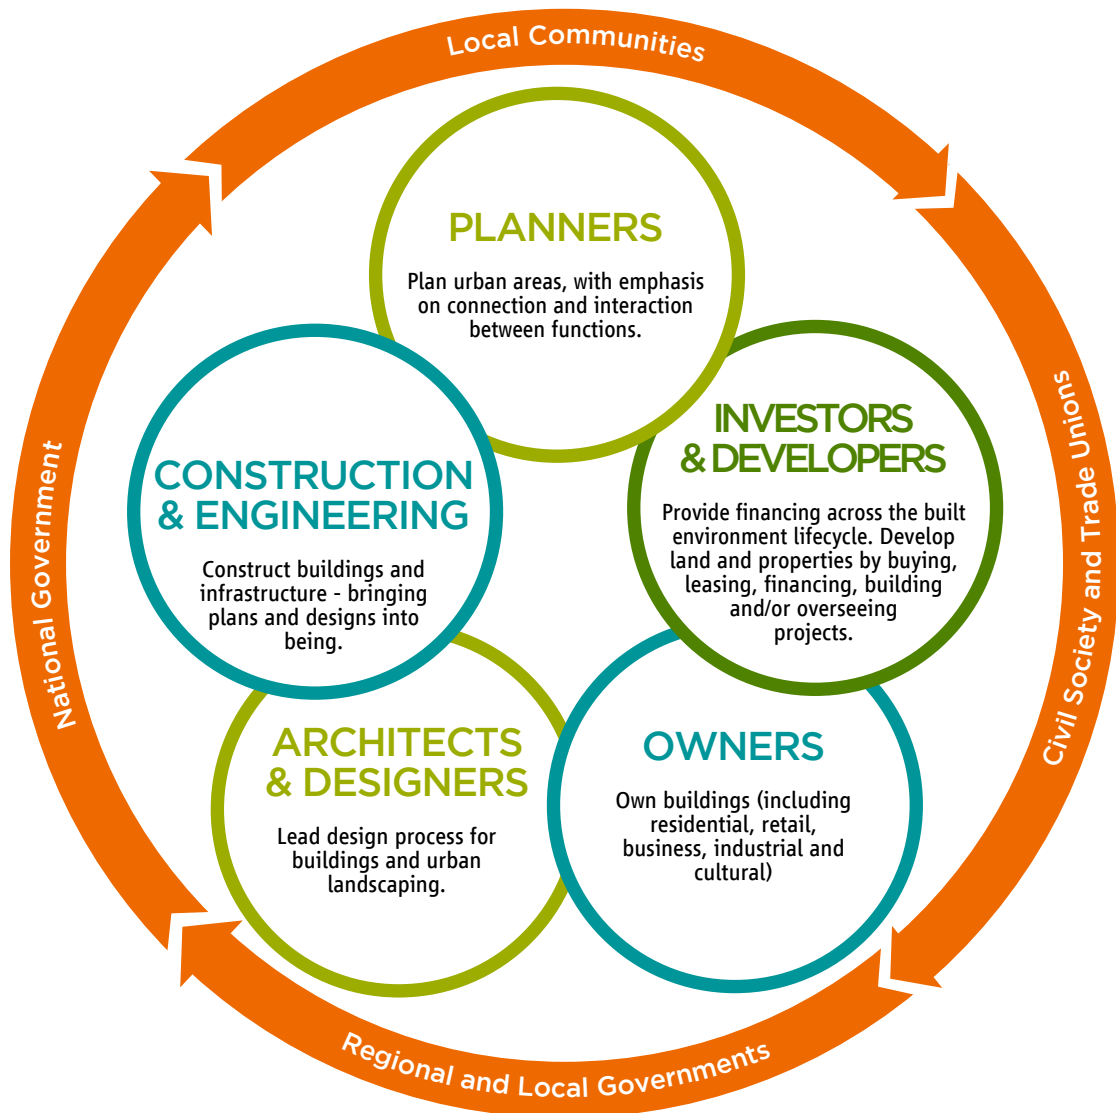 Local Communities
PLANNERS
Plan urban areas, with emphasis
on connection and interaction
between functions.
INVESTORS
& DEVELOPERS
Provide financing across the built
environment lifecycle. Develop
land and properties by buying,
leasing, financing, building
and/or overseeing
projects.
CONSTRUCTION
& ENGINEERING
Construct buildings and
infrastructure - bringing
plans and designs into
being.
National Government
Civil Society and Trade Unions
ARCHITECTS
& DESIGNERS
Lead design process for
buildings and urban
landscaping.
OWNERS
Own buildings (including
residential, retail,
business, industrial and
cultural)
Regional and Local Governments